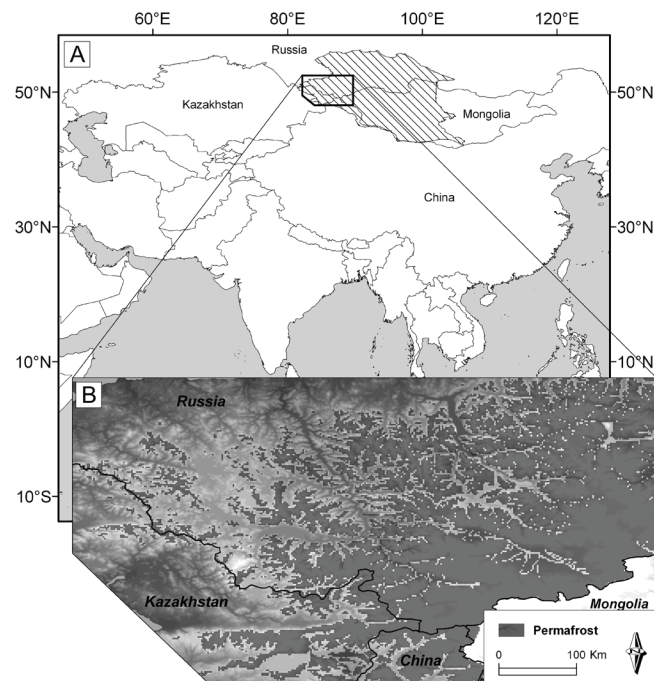 60°E 80°E 100°E 120°E
A
Russia
50°N 50°N
Kazakhstan
Mongolia
China
30°N 30°N
10°N 10°N
B
Russia
10°S
Kazakhstan
Mongolia
Permafrost
China
0 100 Km